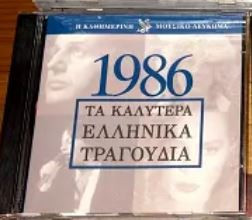 Η ΚΑΘΗΜΕΡΙΝΗ ΜΟΥΣΙΚΟ ΛΕΥΚΩΜΑ
1986
ΤΑ ΚΑΛΥΤΕΡΑ
ΕΛΛΗΝΙΚΑ
ΤΡΑΓΟΥΔΙΑ